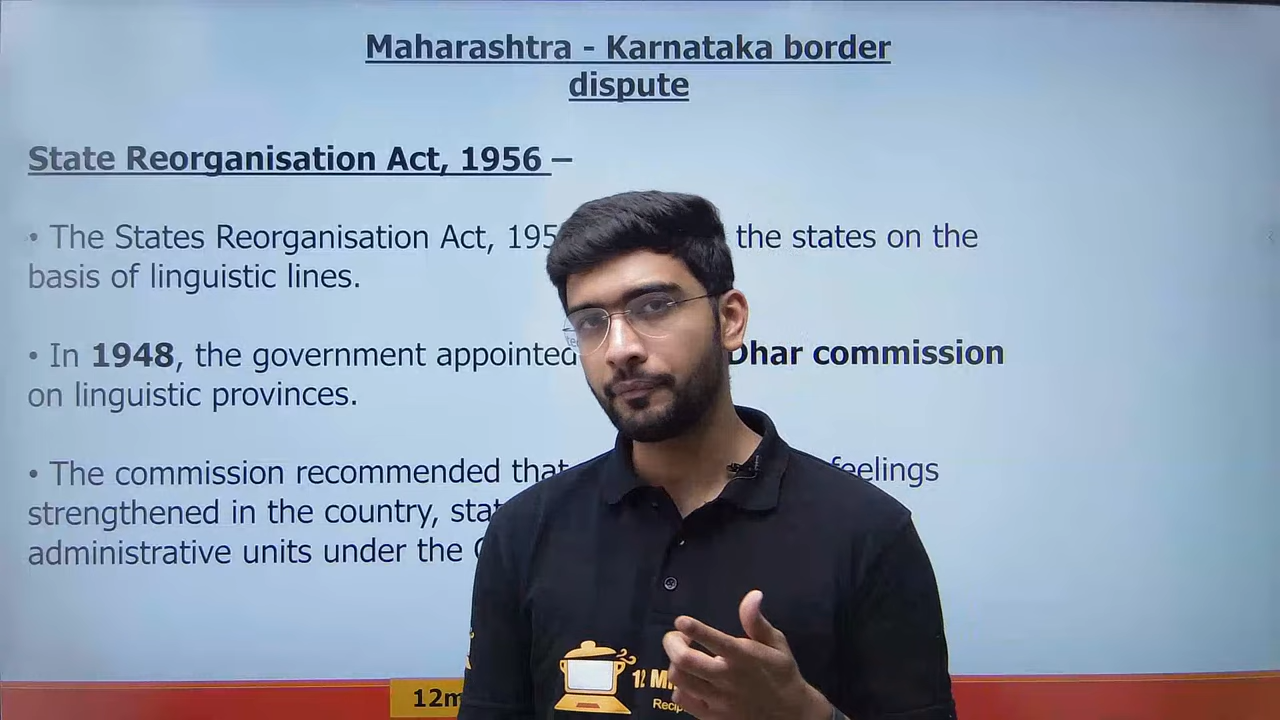 Maharashtra - Karnataka border
dispute
State Reorganisation Act, 1956 –
• The States Reorganisation Act, 195 the states on the
basis of linguistic lines.
• In 1948, the government appointed Dhar commission
on linguistic provinces.
• The commission recommended that feelings
strengthened in the country,
administrative units under the
12m
12